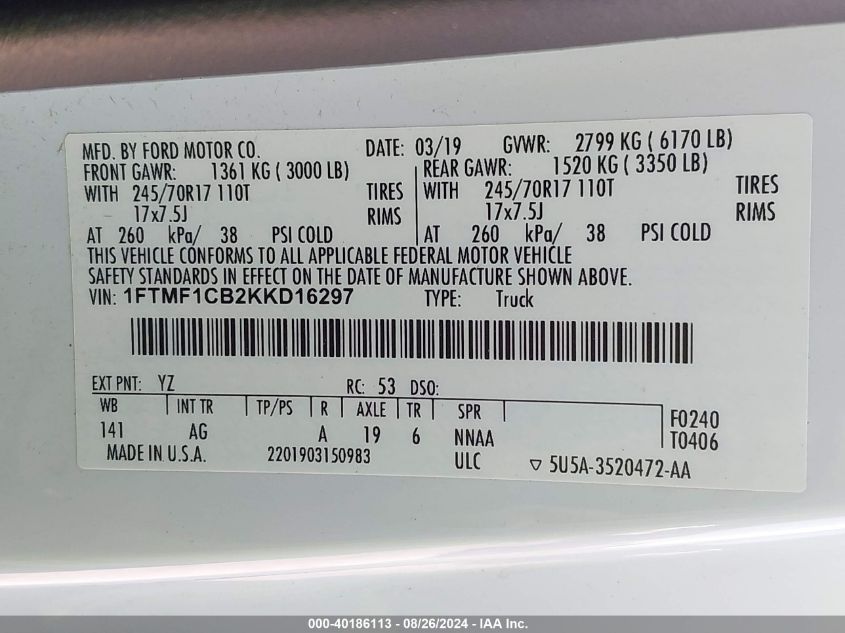 MFD. BY FORD MOTOR CO. DATE: 03/19 GVWR: 2799 KG ( 6170 LB)
FRONT GAWR: 1361 KG ( 3000 LB) REAR GAWR: 1520 KG ( 3350 LB)
WITH 245/70R17 110T TIRES WITH 245/70R17 110T TIRES
17x7.5J RIMS 17x7.5J RIMS
AT 260 kPa/ 38 PSI COLD AT 260 kPa/ 38 PSI COLD
THIS VEHICLE CONFORMS TO ALL APPLICABLE FEDERAL MOTOR VEHICLE
SAFETY STANDARDS IN EFFECT ON THE DATE OF MANUFACTURE SHOWN ABOVE.
VIN: 1FTMF1CB2KKD16297 TYPE: Truck
EXT PNT: YZ RC: 53 DSO:
WB INT TR TP/PS R AXLE TR SPR F0240
141 AG A 19 6 NNAA T0406
MADE IN U.S.A. 2201903150983 ULC ▽ 5U5A-3520472-AA
000-40186113 - 08/26/2024 - IAA Inc.